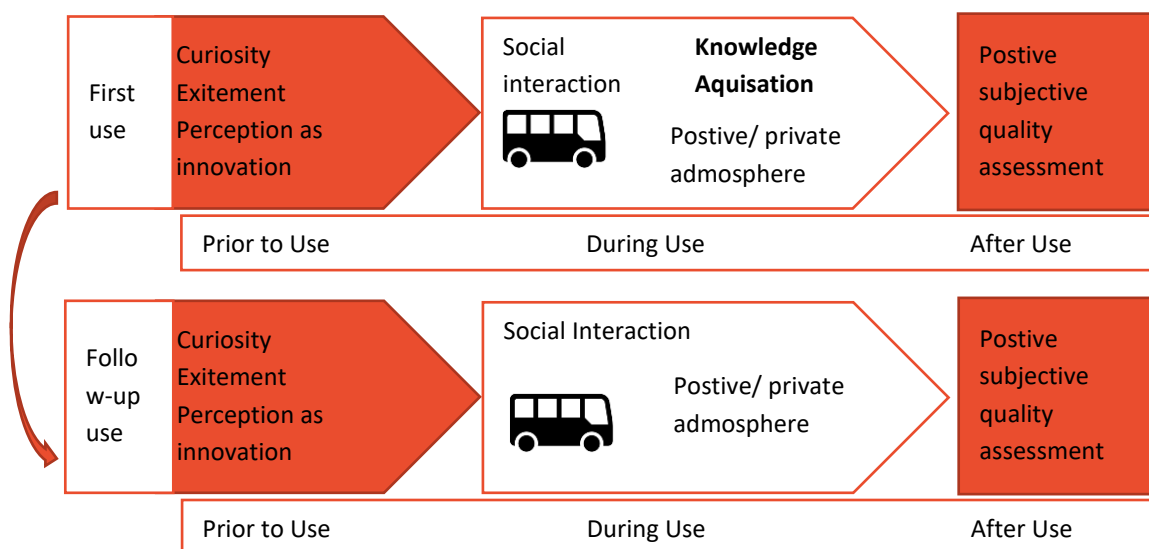 First
use
Curiosity
Exitement
Perception as
innovation
Social
interaction
Knowledge
Aquisation
Postive/ private
admosphere
Postive
subjective
quality
assessment
Prior to Use
During Use
After Use
Follo
w-up
use
Curiosity
Exitement
Perception as
innovation
Social Interaction
Postive/ private
admosphere
Postive
subjective
quality
assessment
Prior to Use
During Use
After Use